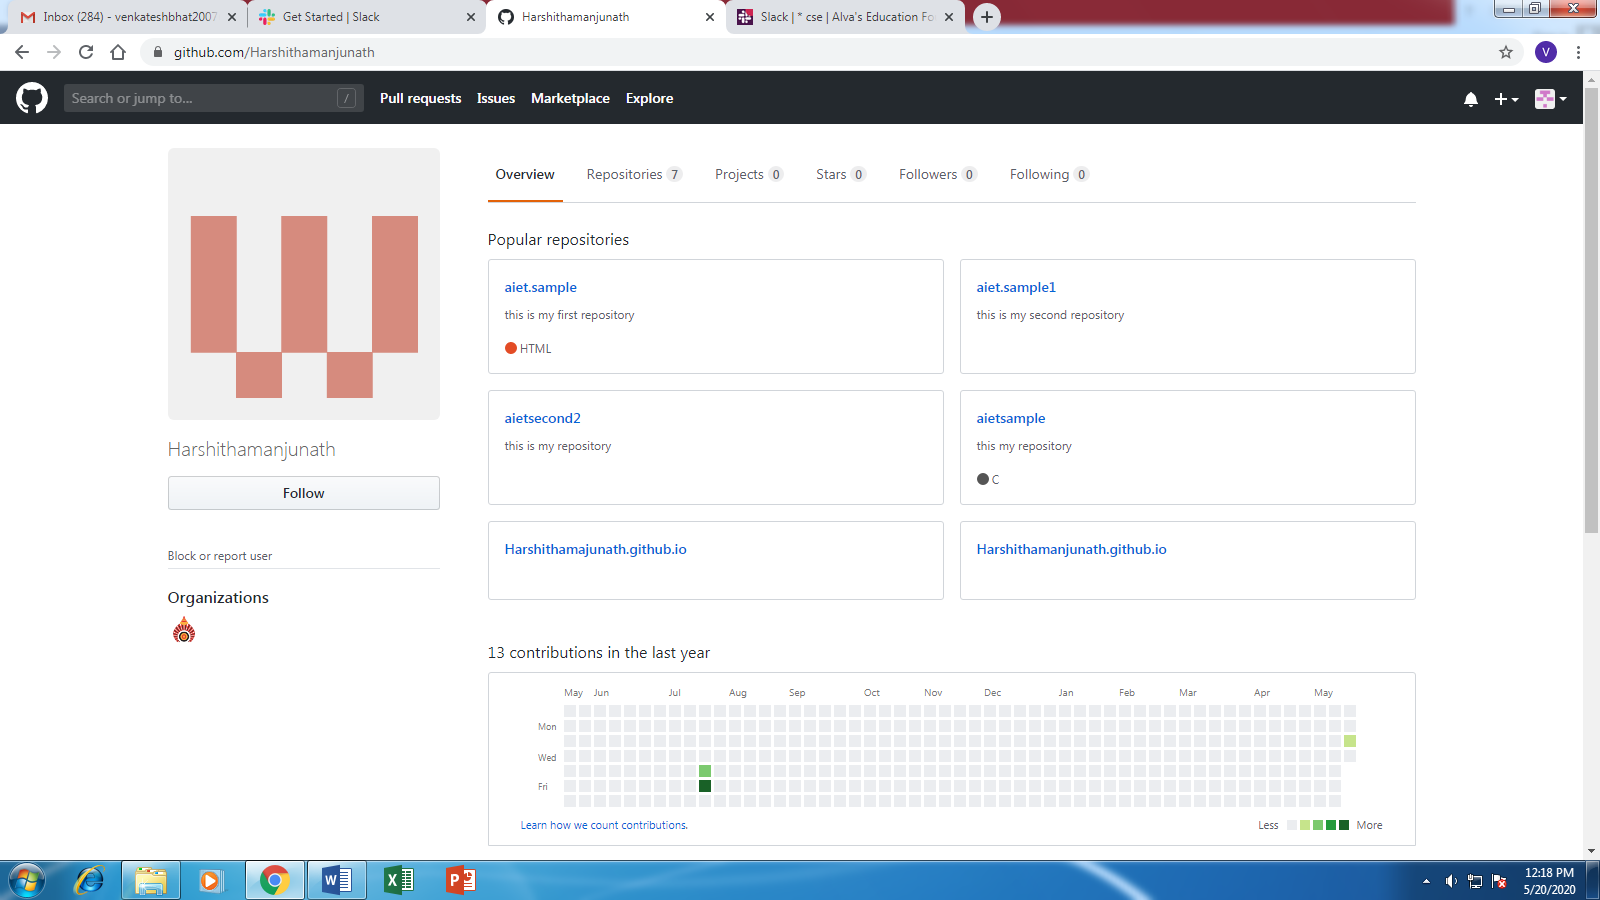 Inbox (284) - venkateshbhat2007
Get Started | Slack
Harshithamanjunath
Slack | * cse | Alva's Education Fo
github.com/Harshithamanjunath
V
Search or jump to...
/
Pull requests
Issues
Marketplace
Explore
Overview
Repositories 7
Projects 0
Stars 0
Followers 0
Following 0
Popular repositories
aiet.sample
this is my first repository
HTML
aiet.sample1
this is my second repository
aietsecond2
this is my repository
aietsample
this my repository
C
Harshithamajunath.github.io
Harshithamanjunath.github.io
Harshithamanjunath
Follow
Block or report user
Organizations
13 contributions in the last year
May Jun Jul Aug Sep Oct Nov Dec Jan Feb Mar Apr May
Mon
Wed
Fri
Learn how we count contributions.
Less
More
12:18 PM
5/20/2020